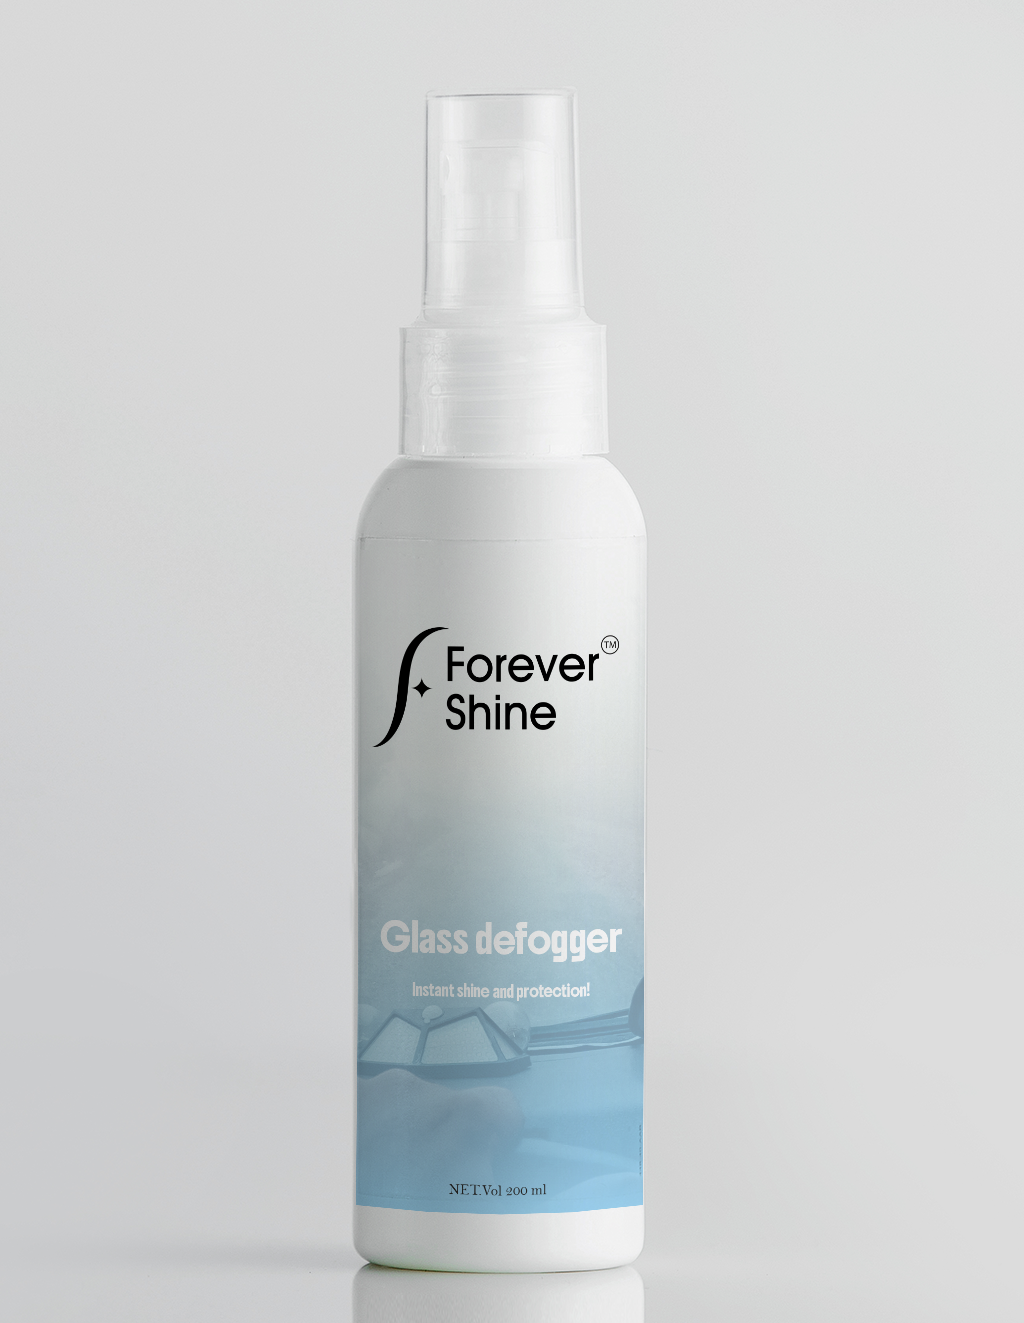 Forever™
Shine
Glass defogger
Instant shine and protection!
NET.Vol 200 ml